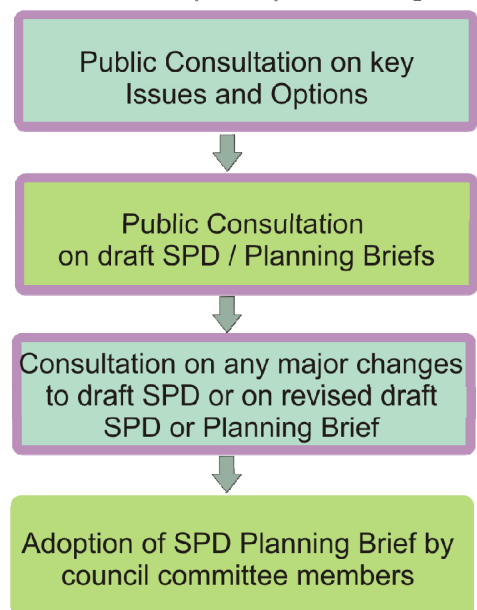 Public Consultation on key
Issues and Options
Public Consultation
on draft SPD / Planning Briefs
Consultation on any major changes
to draft SPD or on revised draft
SPD or Planning Brief
Adoption of SPD Planning Brief by
council committee members